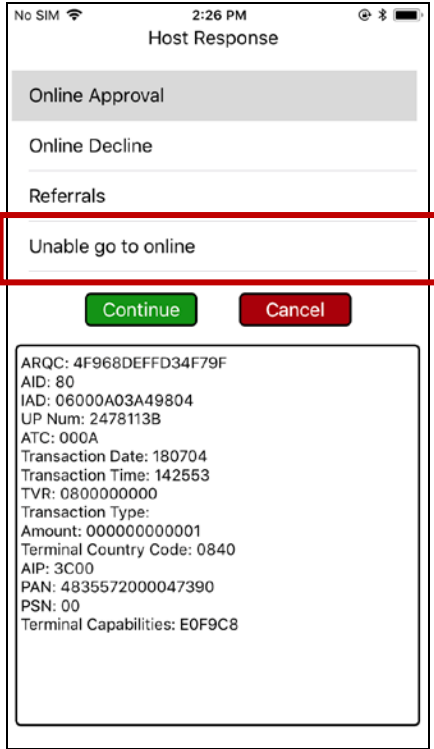 No SIM 2:26 PM
Host Response
Online Approval
Online Decline
Referrals
Unable go to online
Continue Cancel
ARQC: 4F968DEFFD34F79F
AID: 80
IAD: 06000A03A49804
UP Num: 2478113B
ATC: 000A
Transaction Date: 180704
Transaction Time: 142553
TVR: 0800000000
Transaction Type:
Amount: 000000000001
Terminal Country Code: 0840
AIP: 3C00
PAN: 4835572000047390
PSN: 00
Terminal Capabilities: E0F9C8